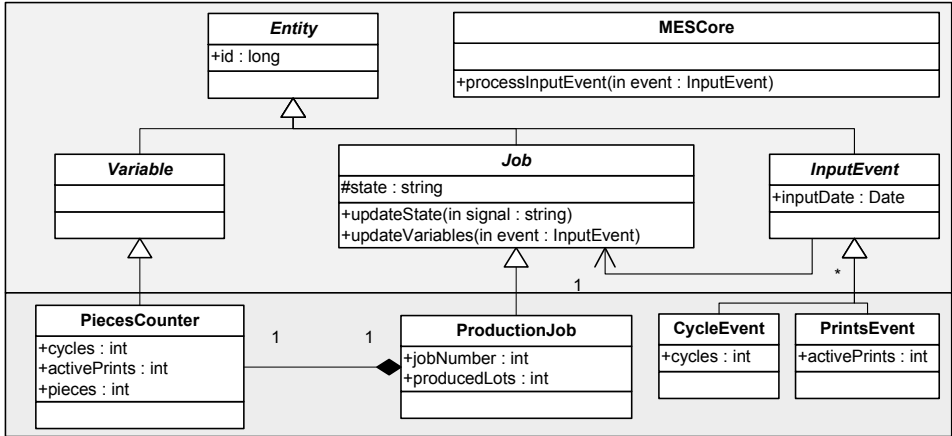 Entity
+id : long
MESCore
+processInputEvent(in event : InputEvent)
Variable
Job
#state : string
+updateState(in signal : string)
+updateVariables(in event : InputEvent)
InputEvent
+inputDate : Date
1
*
PiecesCounter
+cycles : int
+activePrints : int
+pieces : int
1
1
ProductionJob
+jobNumber : int
+producedLots : int
CycleEvent
+cycles : int
PrintsEvent
+activePrints : int